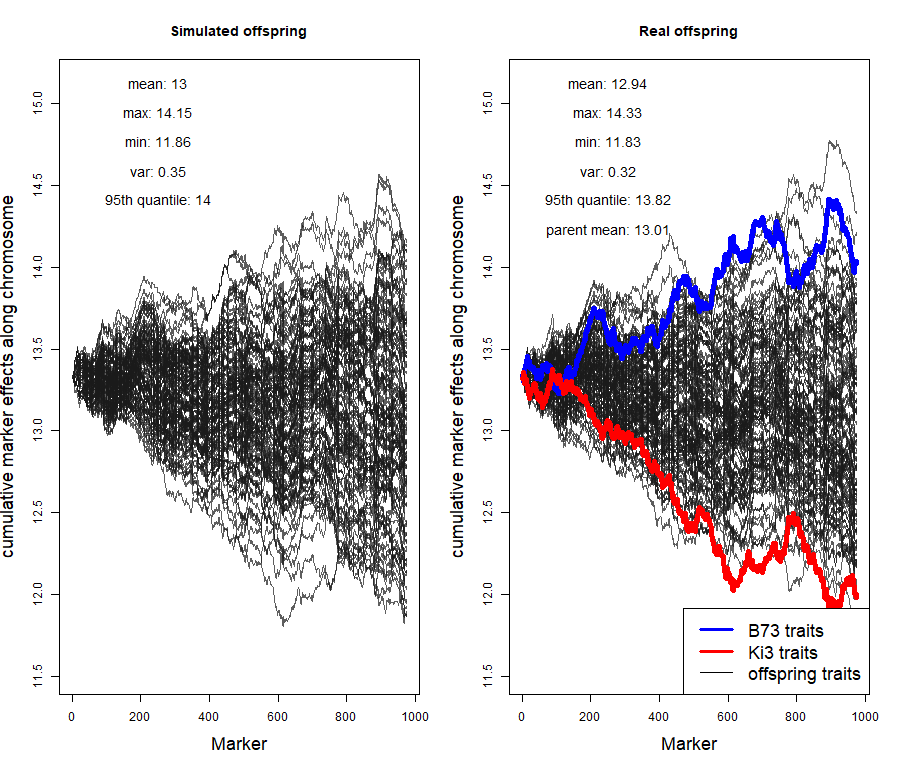 Simulated offspring
mean: 13
max: 14.15
min: 11.86
var: 0.35
95th quantile: 14
cumulative marker effects along chromosome
15.0
14.5
14.0
13.5
13.0
12.5
12.0
11.5
0 200 400 600 800 1000
Marker
Real offspring
mean: 12.94
max: 14.33
min: 11.83
var: 0.32
95th quantile: 13.82
parent mean: 13.01
cumulative marker effects along chromosome
15.0
14.5
14.0
13.5
13.0
12.5
12.0
11.5
B73 traits
Ki3 traits
offspring traits
0 200 400 600 800 1000
Marker